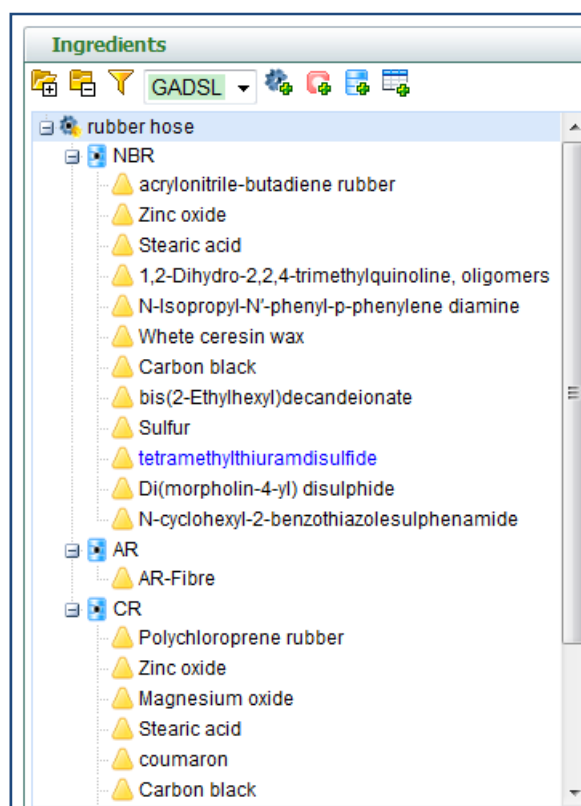 Ingredients
GADSL
rubber hose
NBR
acrylonitrile-butadiene rubber
Zinc oxide
Stearic acid
1,2-Dihydro-2,2,4-trimethylquinoline, oligomers
N-Isopropyl-N'-phenyl-p-phenylene diamine
Whete ceresin wax
Carbon black
bis(2-Ethylhexyl)decandeionate
Sulfur
tetramethylthiuramdisulfide
Di(morpholin-4-yl) disulphide
N-cyclohexyl-2-benzothiazolesulphenamide
AR
AR-Fibre
CR
Polychloroprene rubber
Zinc oxide
Magnesium oxide
Stearic acid
coumaron
Carbon black